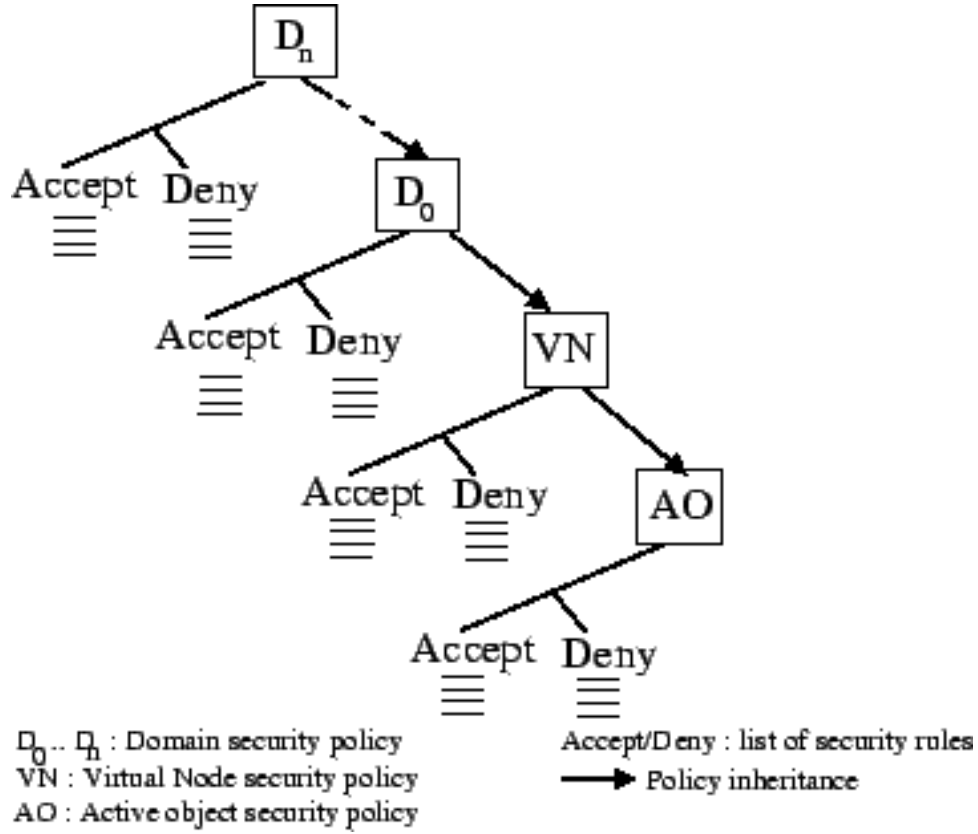 Dn
Accept Deny
D0
Accept Deny
VN
Accept Deny
AO
Accept Deny
D0 .. Dn : Domain security policy
VN : Virtual Node security policy
AO : Active object security policy
Accept/Deny : list of security rules
Policy inheritance